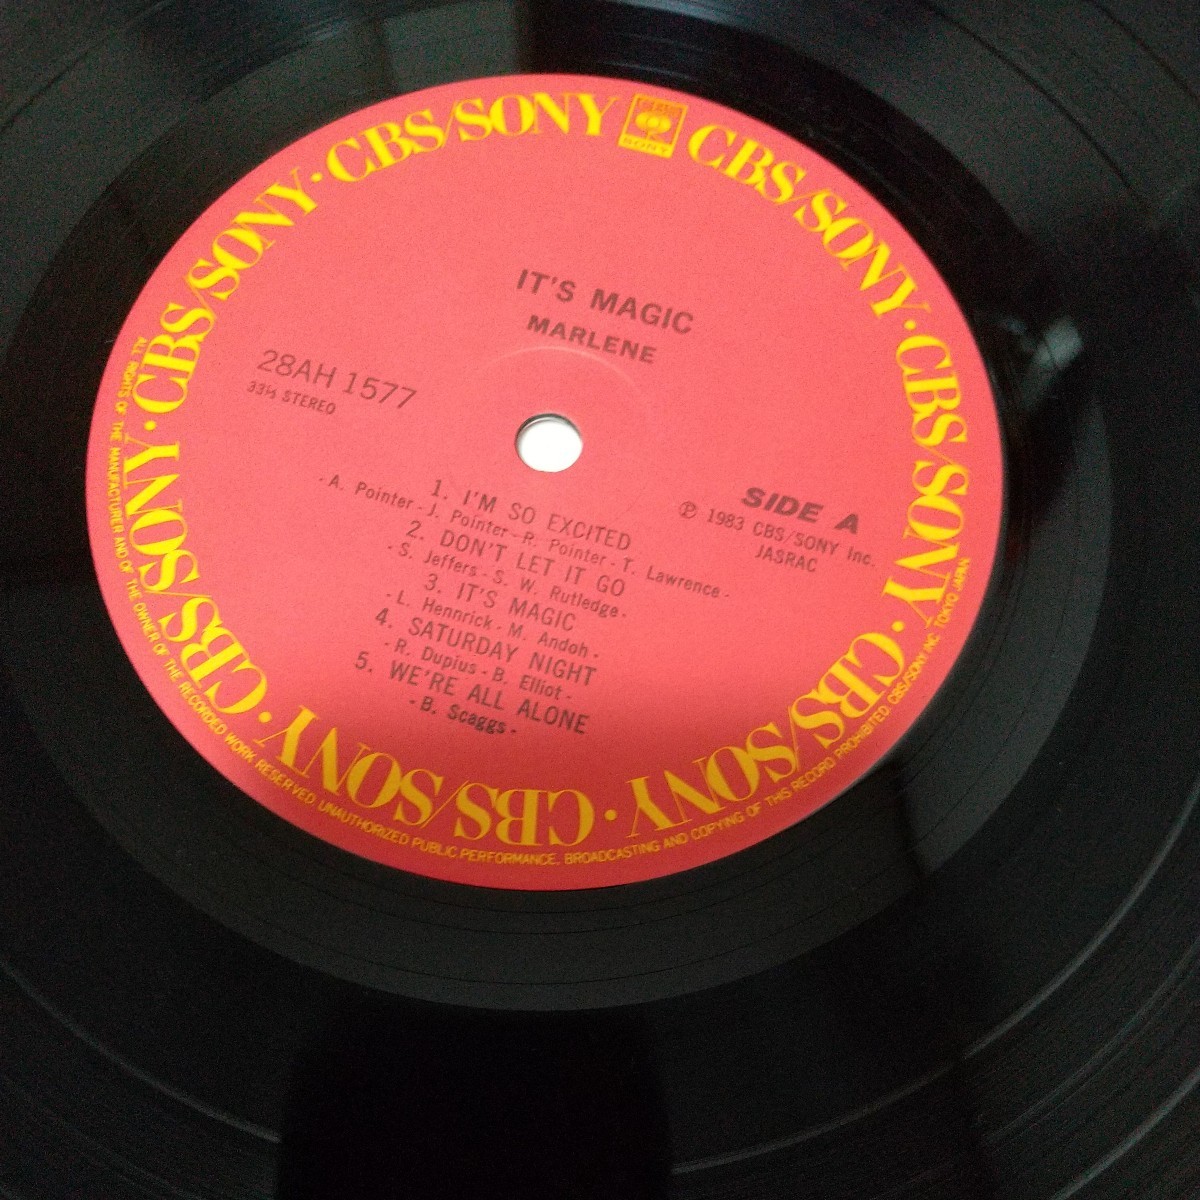 CBS/SONY · CBS/SONY · CBS/SONY · CBS/SONY · CBS/SONY · CBS/SONY · CBS/SONY · CBS/SONY
SONY
IT'S MAGIC
MARLENE
28AH 1577
33⅓ STEREO
SIDE A
℗ 1983 CBS/SONY Inc.
JASRAC
1. I'M SO EXCITED
- A. Pointer - J. Pointer - R. Pointer - T. Lawrence -
2. DON'T LET IT GO
- S. Jeffers - S. W. Rutledge -
3. IT'S MAGIC
- L. Hennrick - M. Andoh -
4. SATURDAY NIGHT
- R. Dupius - B. Elliot -
5. WE'RE ALL ALONE
- B. Scaggs -
ALL RIGHTS OF THE MANUFACTURER AND OF THE OWNER OF THE RECORDED WORK RESERVED. UNAUTHORIZED PUBLIC PERFORMANCE, BROADCASTING AND COPYING OF THIS RECORD PROHIBITED CBS/SONY INC. TOKYO JAPAN